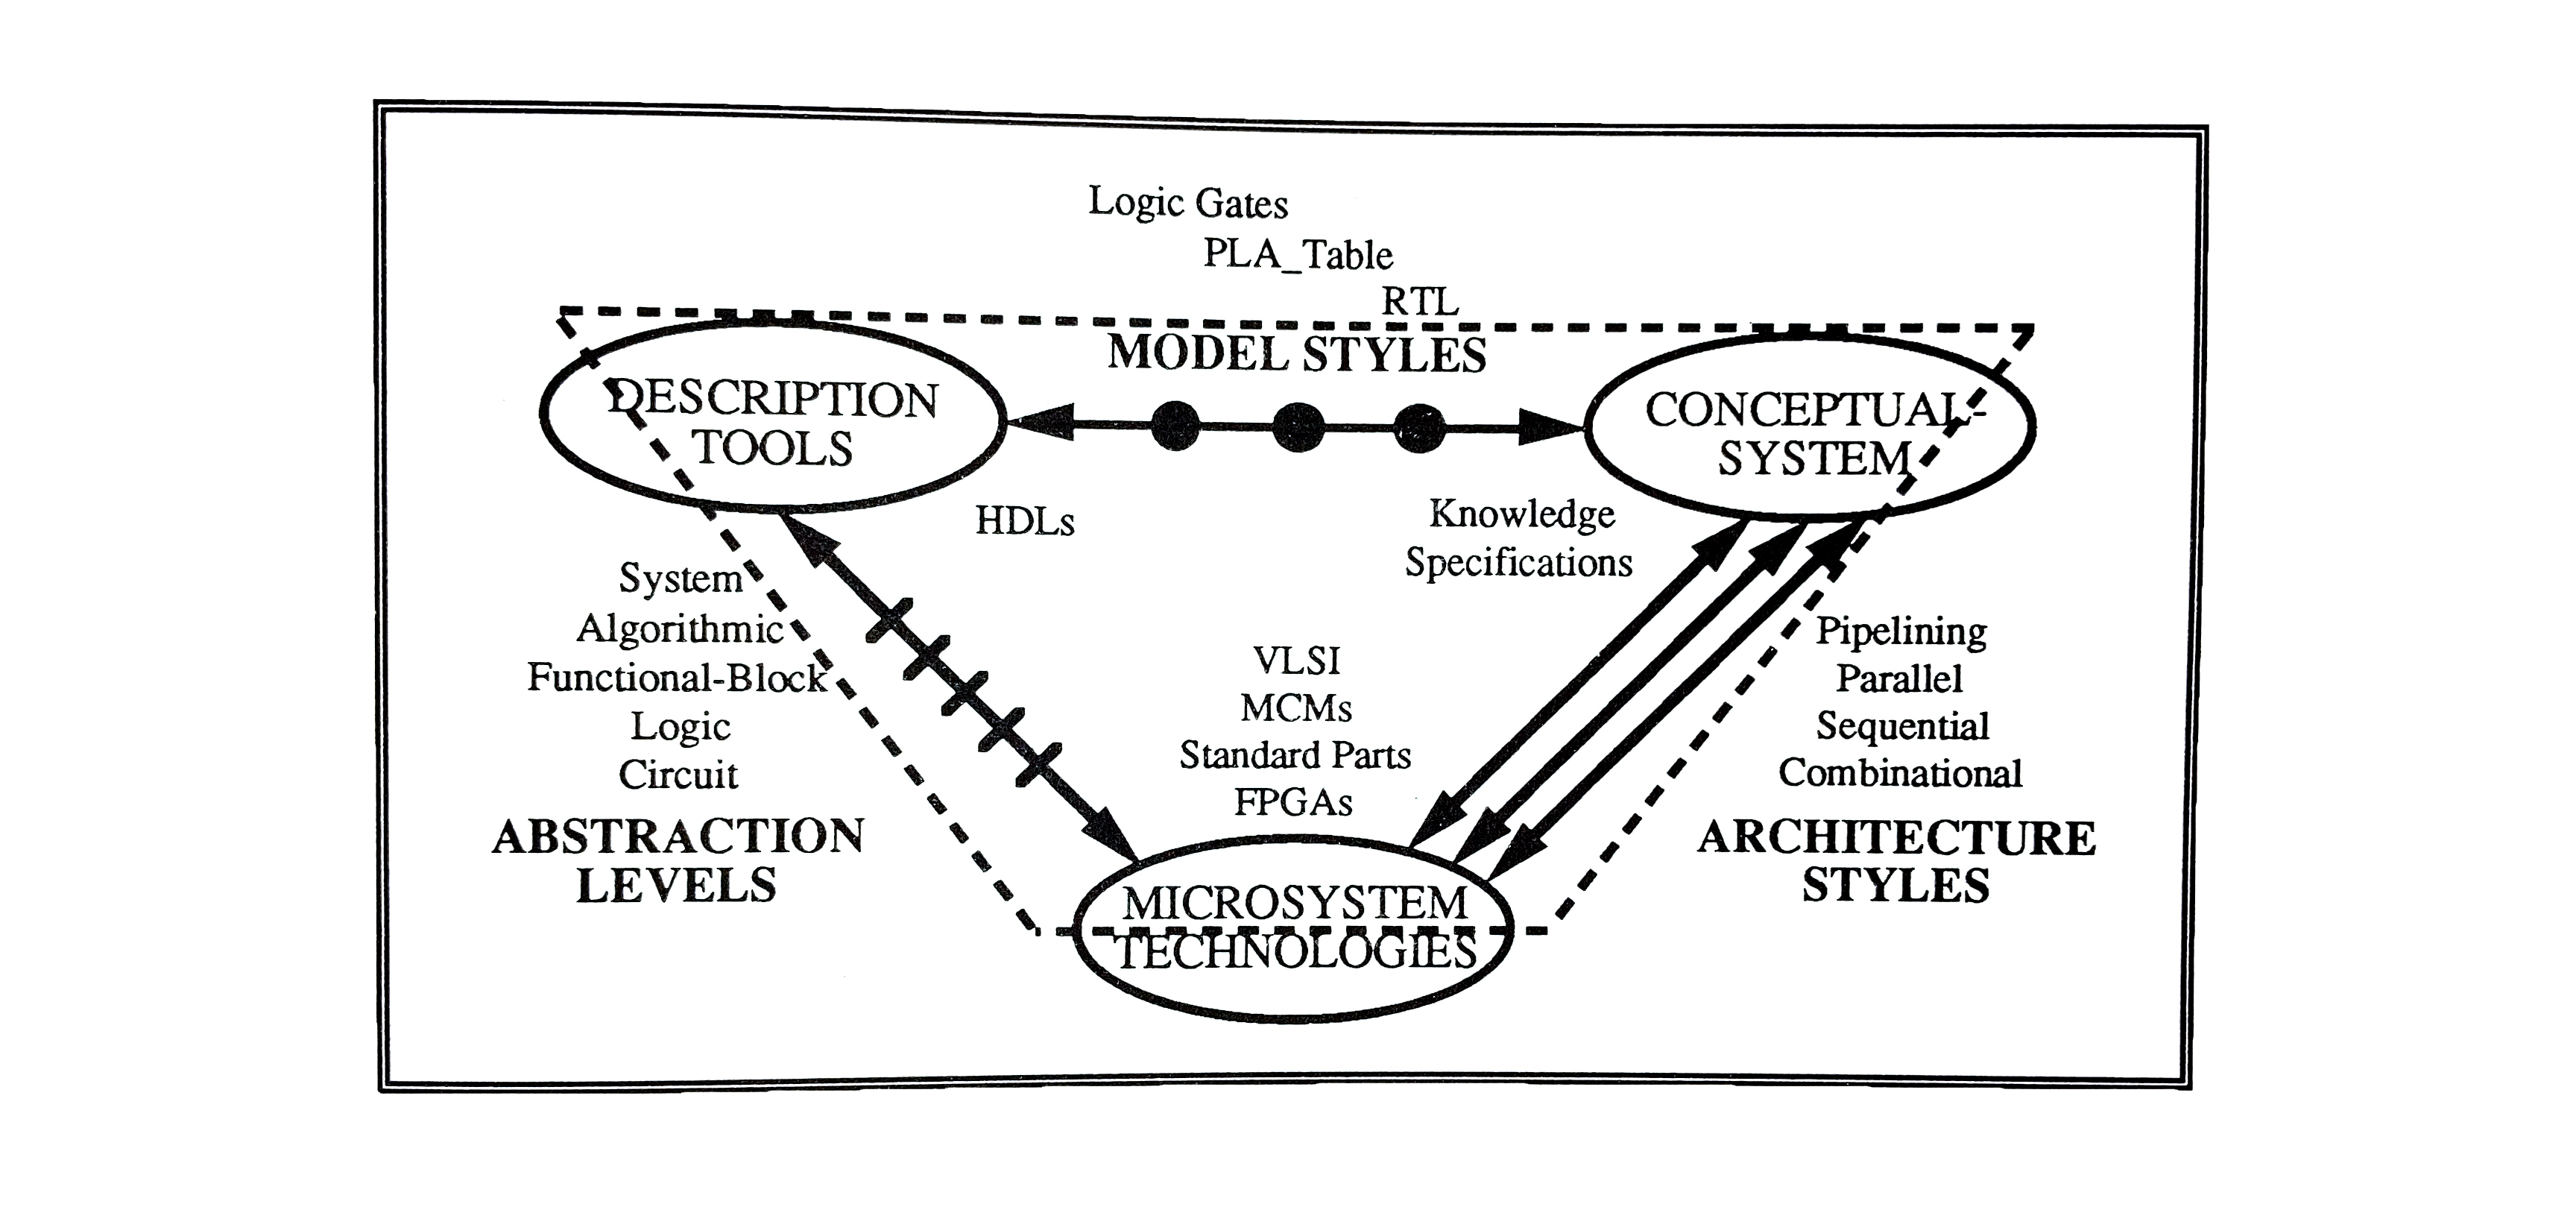 Logic Gates
PLA_Table
RTL
MODEL STYLES
DESCRIPTION
TOOLS
CONCEPTUAL-
SYSTEM
HDLs
Knowledge
Specifications
System
Algorithmic
Functional-Block
Logic
Circuit
ABSTRACTION
LEVELS
VLSI
MCMs
Standard Parts
FPGAs
Pipelining
Parallel
Sequential
Combinational
ARCHITECTURE
STYLES
MICROSYSTEM
TECHNOLOGIES